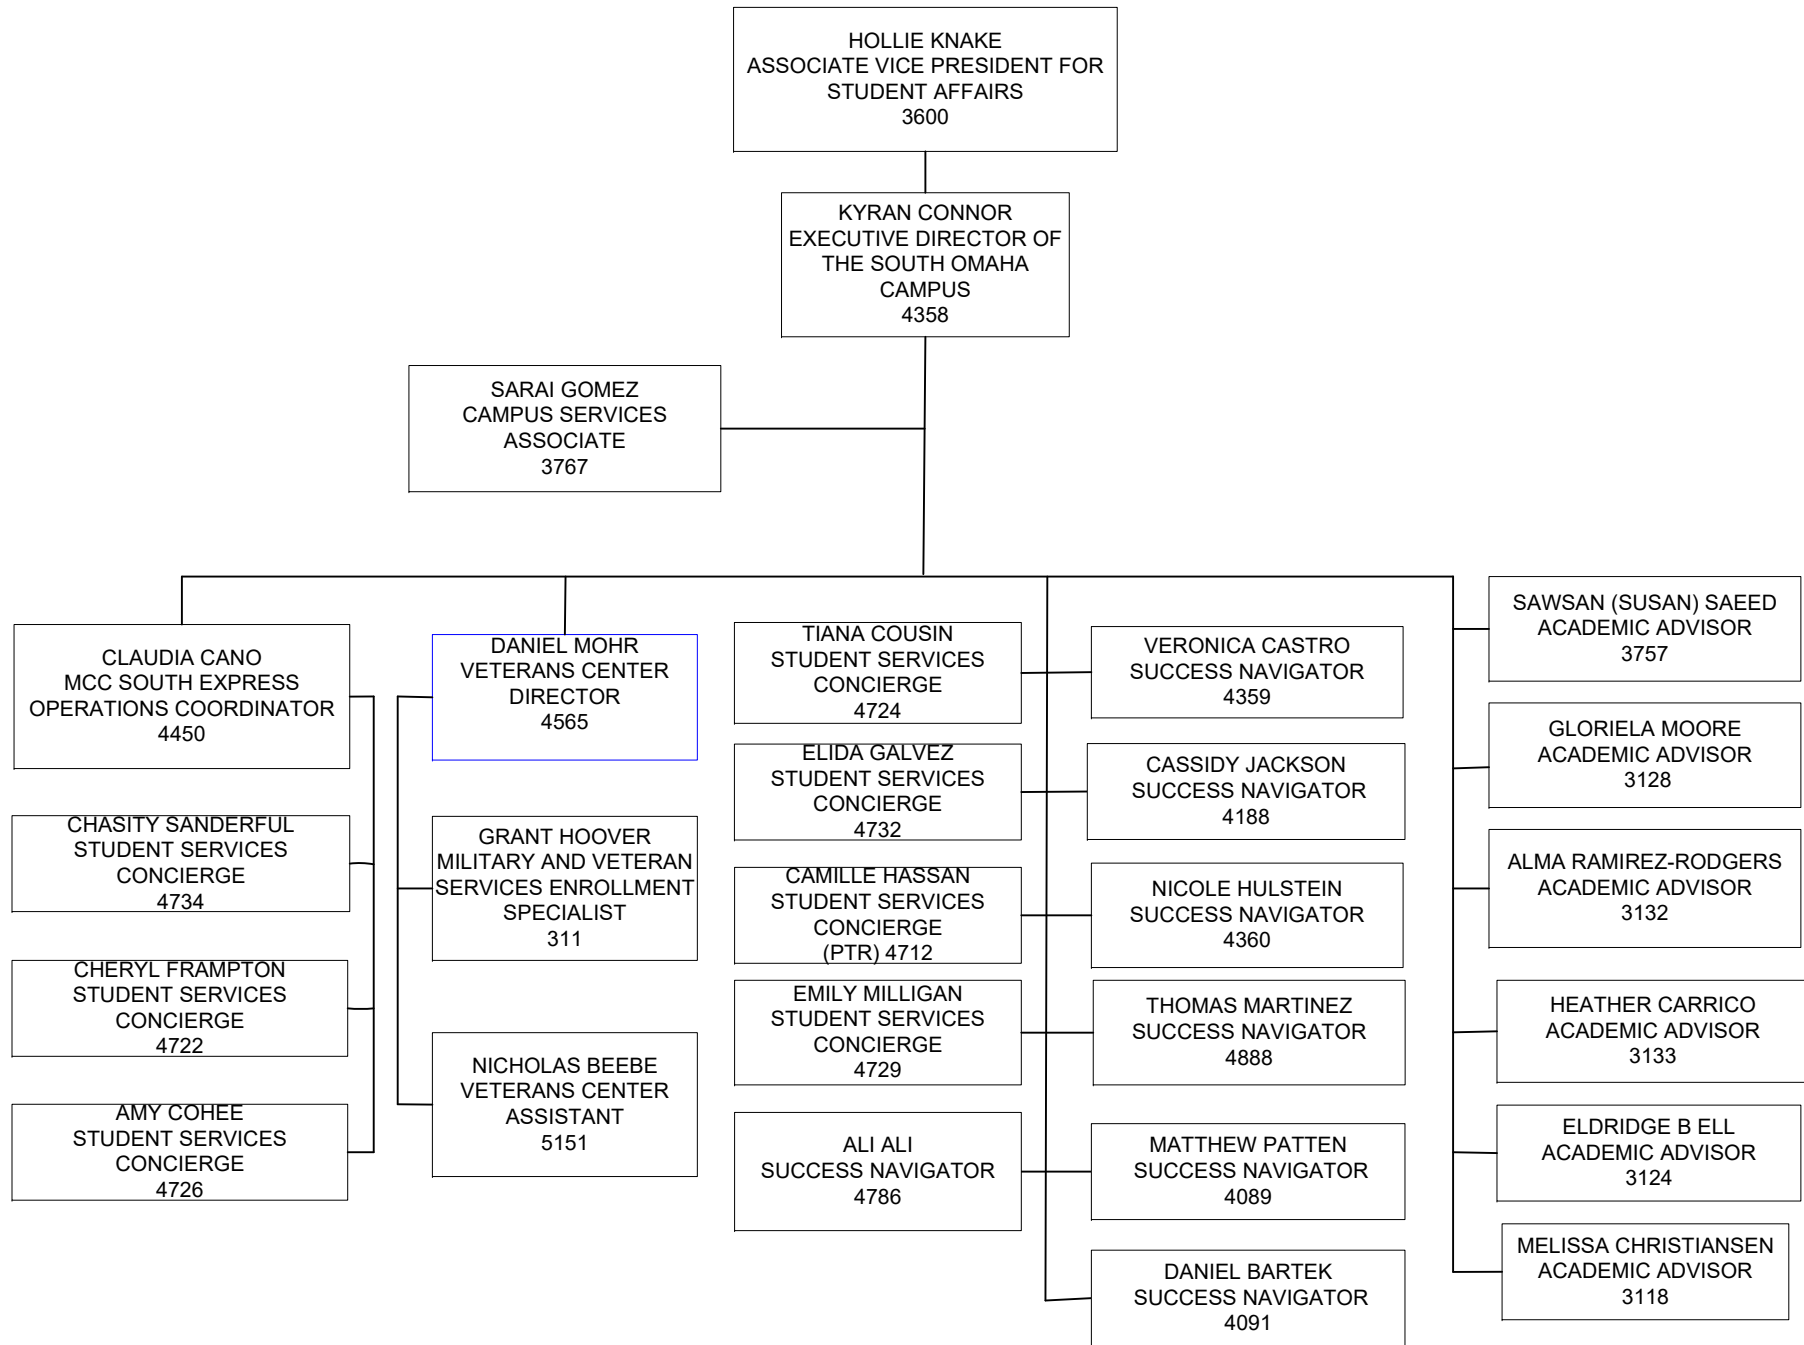 HOLLIE KNAKE
ASSOCIATE VICE PRESIDENT FOR
STUDENT AFFAIRS
3600
KYRAN CONNOR
EXECUTIVE DIRECTOR OF
THE SOUTH OMAHA
CAMPUS
4358
SARAI GOMEZ
CAMPUS SERVICES
ASSOCIATE
3767
CLAUDIA CANO
MCC SOUTH EXPRESS
OPERATIONS COORDINATOR
4450
CHASITY SANDERFUL
STUDENT SERVICES
CONCIERGE
4734
CHERYL FRAMPTON
STUDENT SERVICES
CONCIERGE
4722
AMY COHEE
STUDENT SERVICES
CONCIERGE
4726
DANIEL MOHR
VETERANS CENTER
DIRECTOR
4565
GRANT HOOVER
MILITARY AND VETERAN
SERVICES ENROLLMENT
SPECIALIST
311
NICHOLAS BEEBE
VETERANS CENTER
ASSISTANT
5151
TIANA COUSIN
STUDENT SERVICES
CONCIERGE
4724
ELIDA GALVEZ
STUDENT SERVICES
CONCIERGE
4732
CAMILLE HASSAN
STUDENT SERVICES
CONCIERGE
(PTR) 4712
EMILY MILLIGAN
STUDENT SERVICES
CONCIERGE
4729
ALI ALI
SUCCESS NAVIGATOR
4786
VERONICA CASTRO
SUCCESS NAVIGATOR
4359
CASSIDY JACKSON
SUCCESS NAVIGATOR
4188
NICOLE HULSTEIN
SUCCESS NAVIGATOR
4360
THOMAS MARTINEZ
SUCCESS NAVIGATOR
4888
MATTHEW PATTEN
SUCCESS NAVIGATOR
4089
DANIEL BARTEK
SUCCESS NAVIGATOR
4091
SAWSAN (SUSAN) SAEED
ACADEMIC ADVISOR
3757
GLORIELA MOORE
ACADEMIC ADVISOR
3128
ALMA RAMIREZ-RODGERS
ACADEMIC ADVISOR
3132
HEATHER CARRICO
ACADEMIC ADVISOR
3133
ELDRIDGE B ELL
ACADEMIC ADVISOR
3124
MELISSA CHRISTIANSEN
ACADEMIC ADVISOR
3118